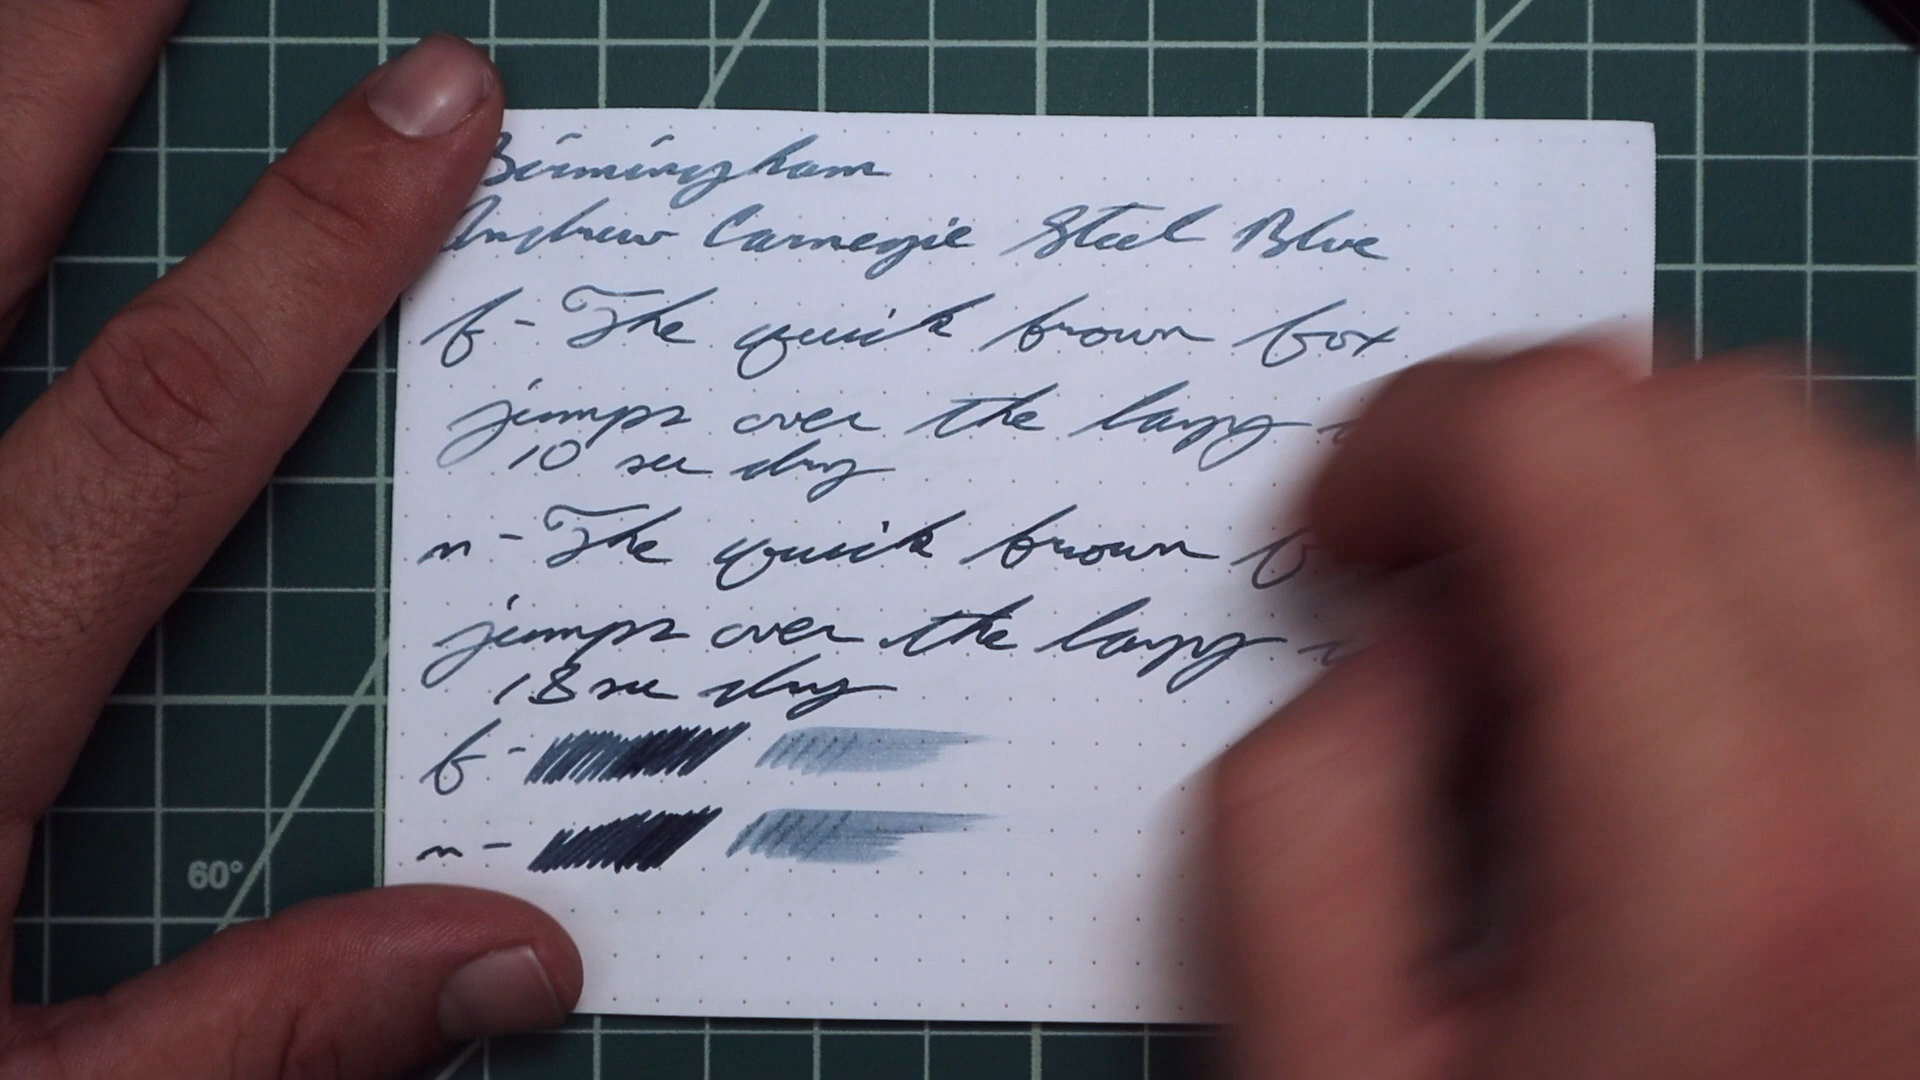 Birmingham
Andrew Carnegie Steel Blue
f - The quick brown fox
jumps over the lazy
10 sec dry
m - The quick brown
jumps over the lazy
18 sec dry
f -
m -
60°